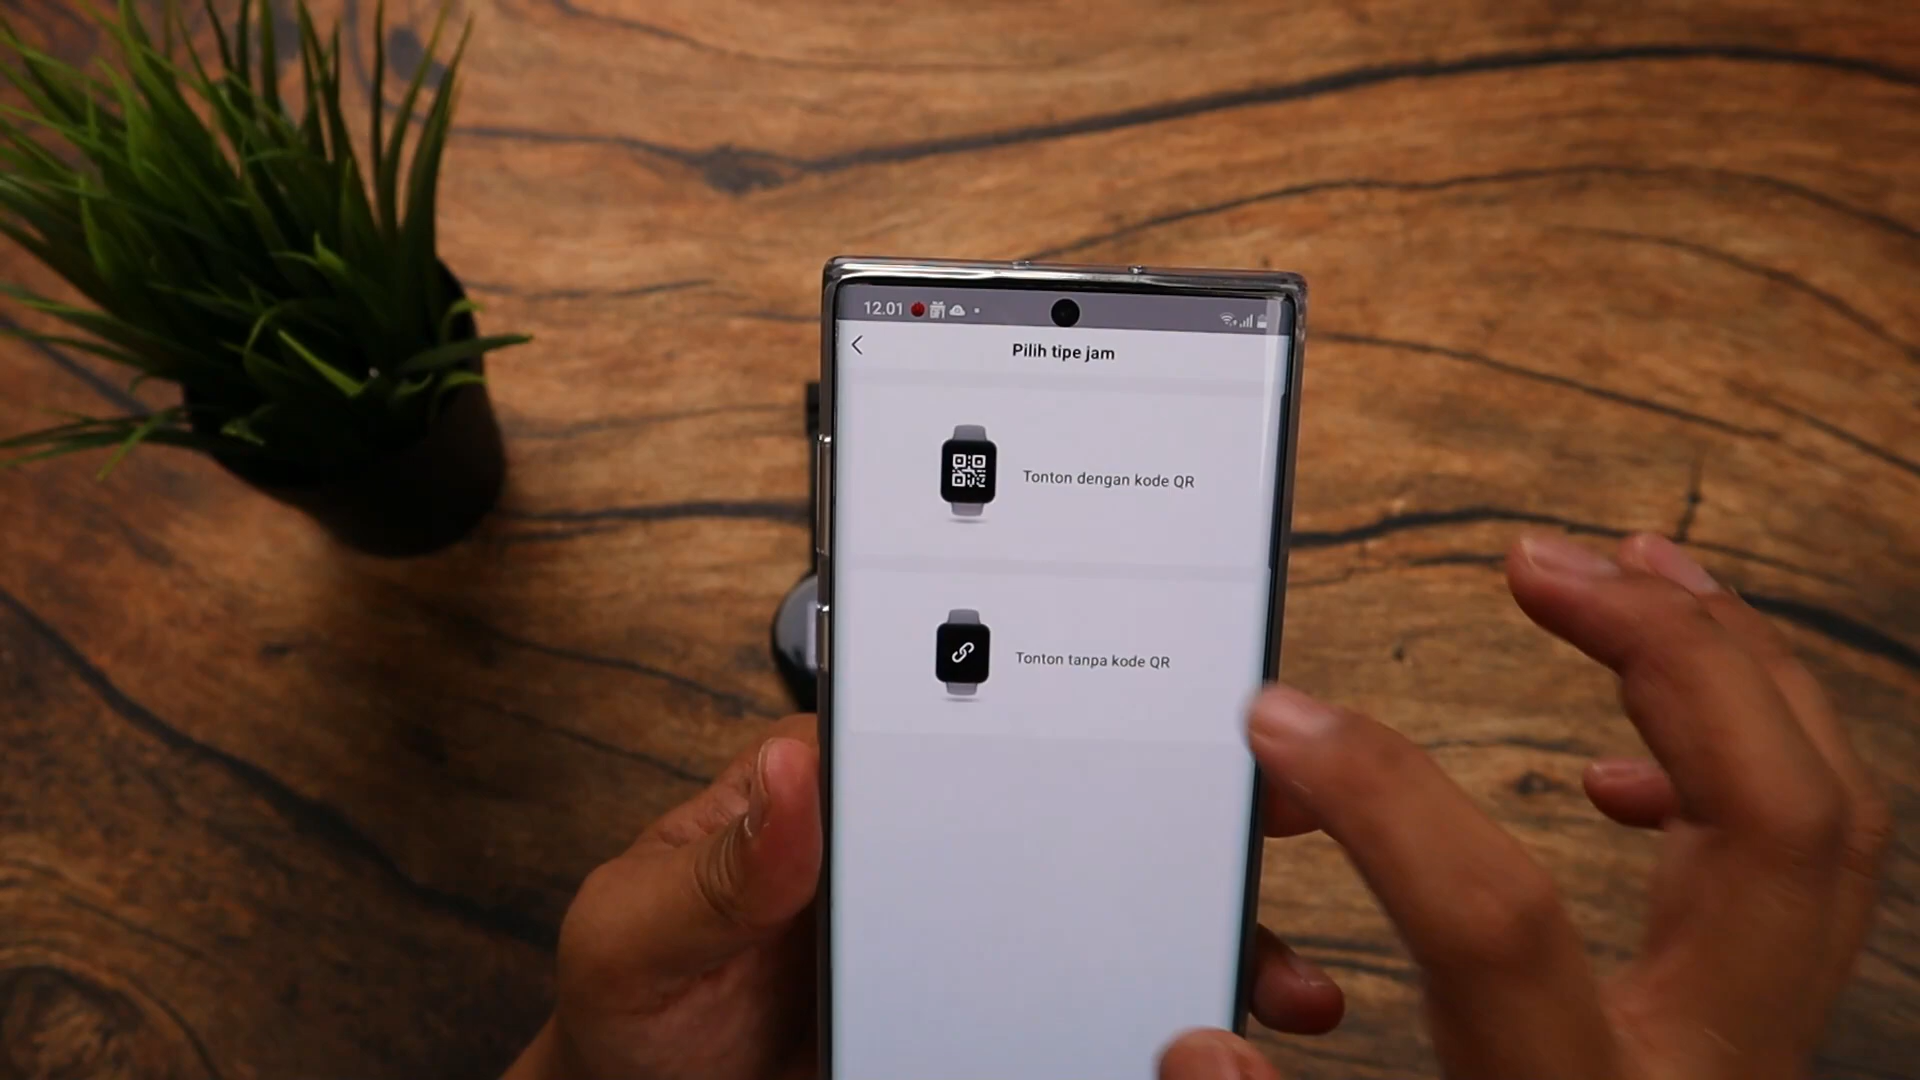 12.01
Pilih tipe jam
Tonton dengan kode QR
Tonton tanpa kode QR